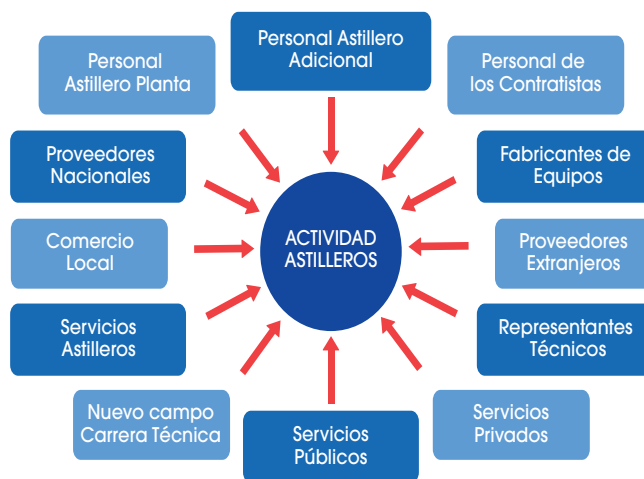 Personal Astillero
Adicional
Personal
Astillero Planta
Personal de
los Contratistas
Proveedores
Nacionales
Fabricantes de
Equipos
ACTIVIDAD
ASTILLEROS
Comercio
Local
Proveedores
Extranjeros
Servicios
Astilleros
Representantes
Técnicos
Nuevo campo
Carrera Técnica
Servicios
Públicos
Servicios
Privados